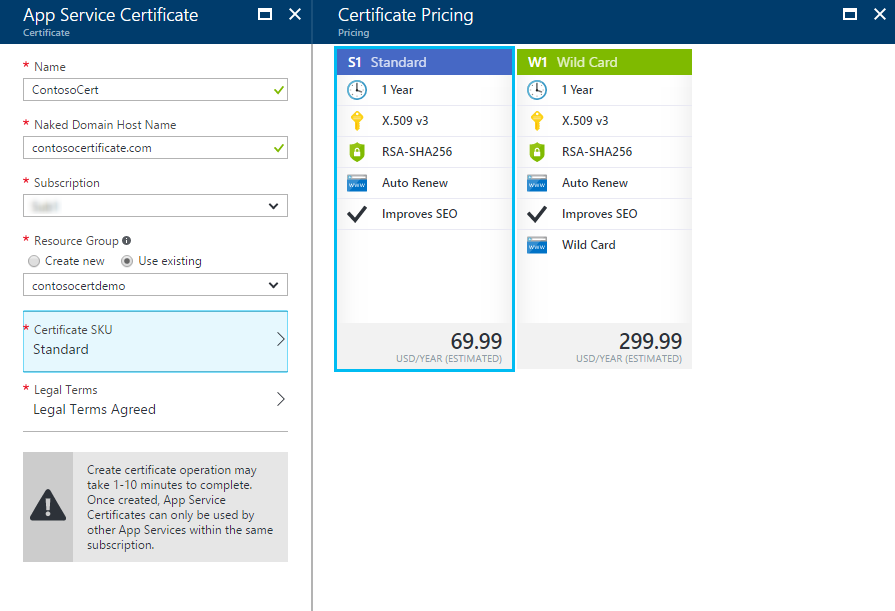 App Service Certificate
Certificate
* Name
ContosoCert
* Naked Domain Host Name
contosocertificate.com
* Subscription
* Resource Group
Create new
Use existing
contosocertdemo
* Certificate SKU
Standard
* Legal Terms
Legal Terms Agreed
Create certificate operation may
take 1-10 minutes to complete.
Once created, App Service
Certificates can only be used by
other App Services within the same
subscription.
Certificate Pricing
Pricing
S1 Standard
1 Year
X.509 v3
RSA-SHA256
www
Auto Renew
Improves SEO
69.99
USD/YEAR (ESTIMATED)
W1 Wild Card
1 Year
X.509 v3
RSA-SHA256
www
Auto Renew
Improves SEO
www
Wild Card
299.99
USD/YEAR (ESTIMATED)